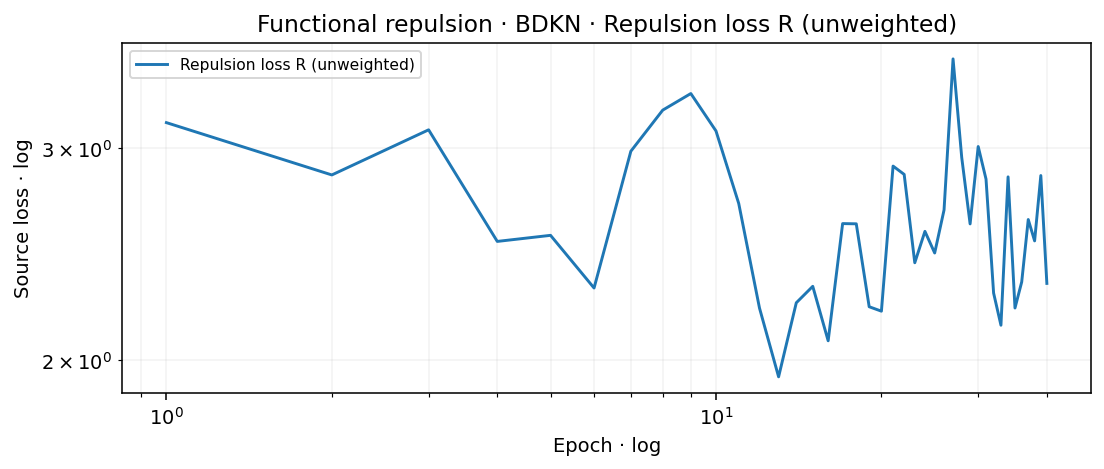 Functional repulsion · BDKN · Repulsion loss R (unweighted)
Repulsion loss R (unweighted)
Source loss · log
3 × 10⁰
2 × 10⁰
10⁰ 10¹
Epoch · log